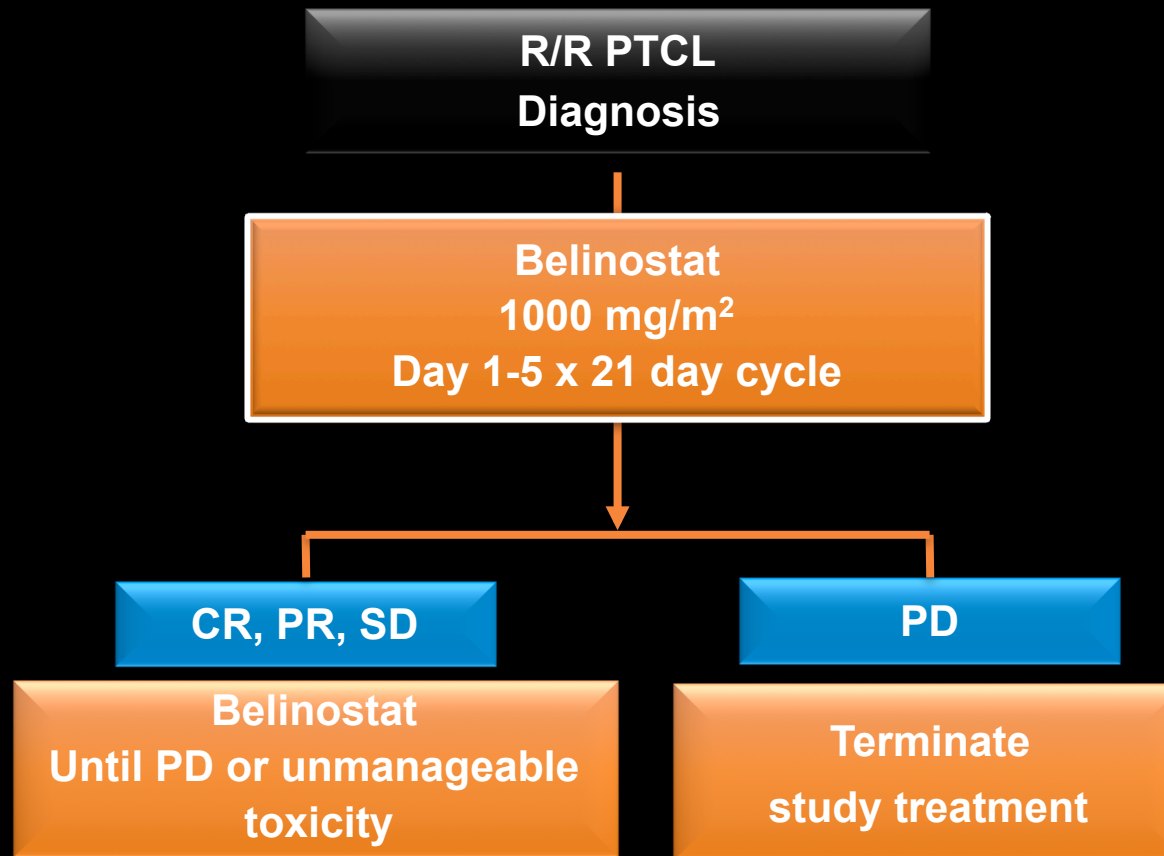 R/R PTCL
Diagnosis
Belinostat
1000 mg/m²
Day 1-5 x 21 day cycle
CR, PR, SD
PD
Belinostat
Until PD or unmanageable
toxicity
Terminate
study treatment